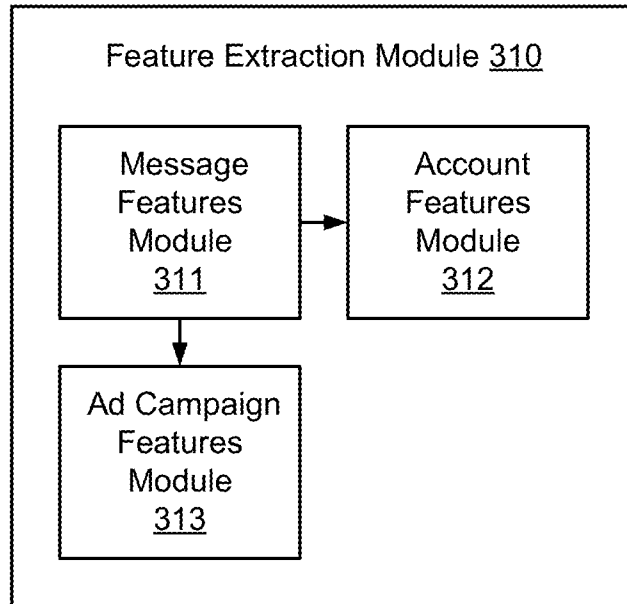 Feature Extraction Module 310
Message
Features
Module
311
Account
Features
Module
312
Ad Campaign
Features
Module
313